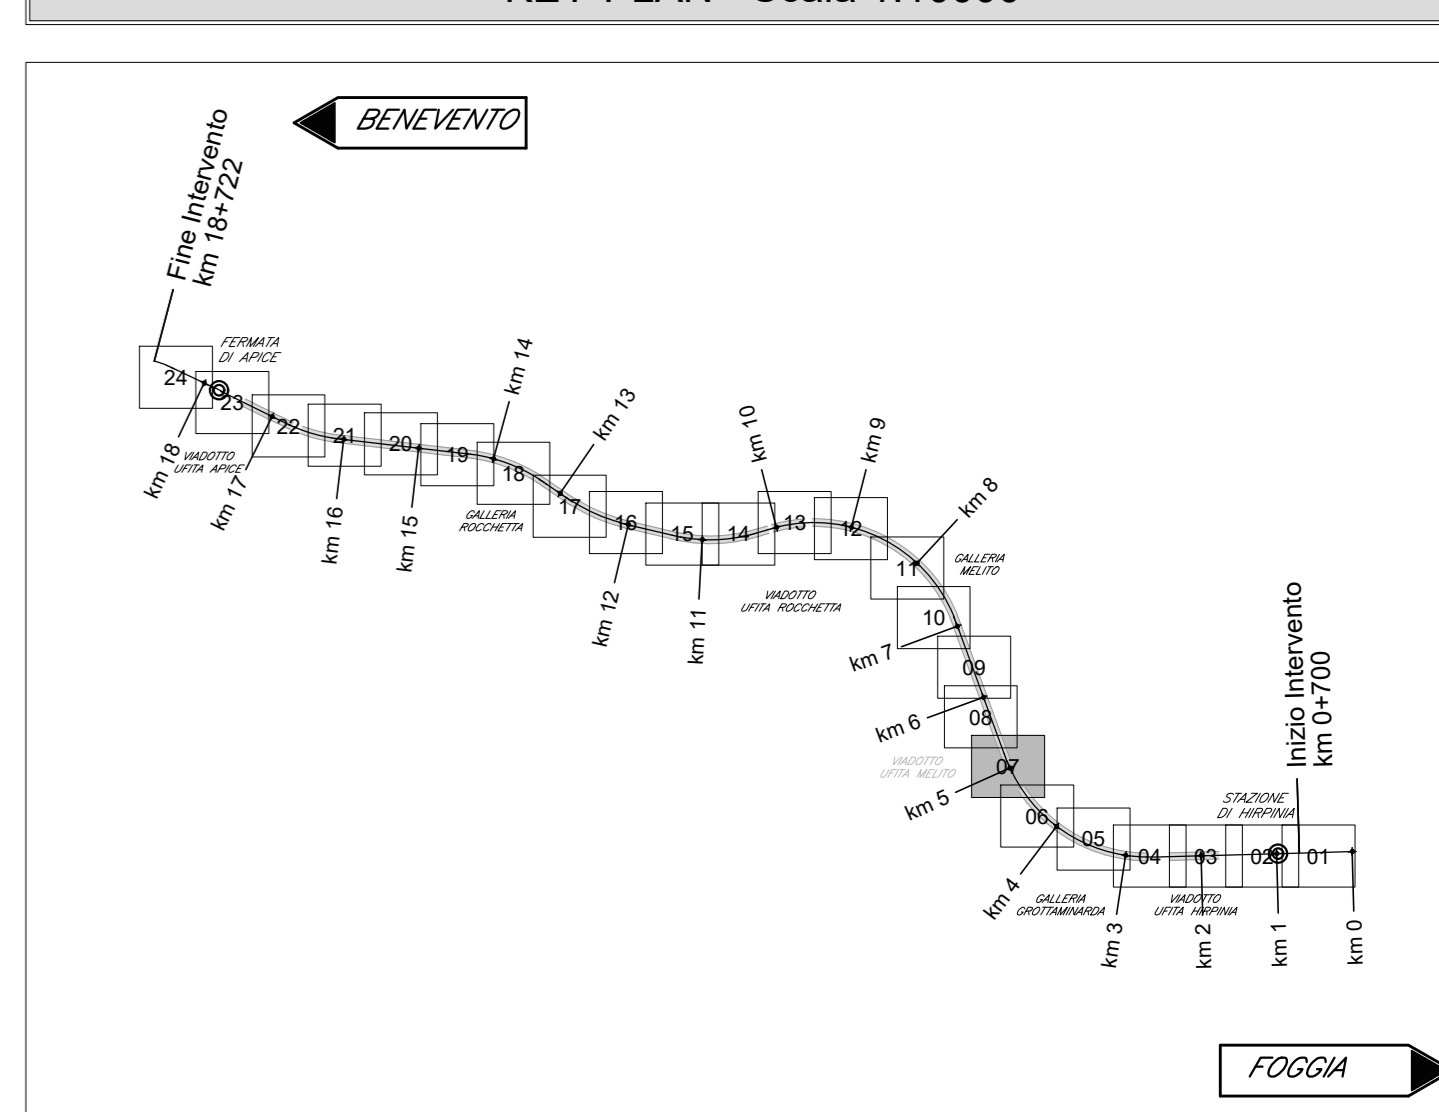 BENEVENTO
Fine Intervento
km 18+722
FERMATA
DI APICE
24
23
22
21
20
19
18
17
16
15
14
13
12
11
10
09
08
07
06
05
04
03
02
01
VIADOTTO
UFITA APICE
km 18
km 17
km 16
km 15
km 14
km 13
GALLERIA
ROCCHETTA
km 12
km 11
km 10
km 9
km 8
VIADOTTO
UFITA ROCCHETTA
GALLERIA
MELITO
km 7
km 6
VIADOTTO
UFITA MELITO
km 5
km 4
GALLERIA
GROTTAMINARDA
km 3
VIADOTTO
UFITA HIRPINIA
km 2
STAZIONE
DI HIRPINIA
km 1
km 0
Inizio Intervento
km 0+700
FOGGIA